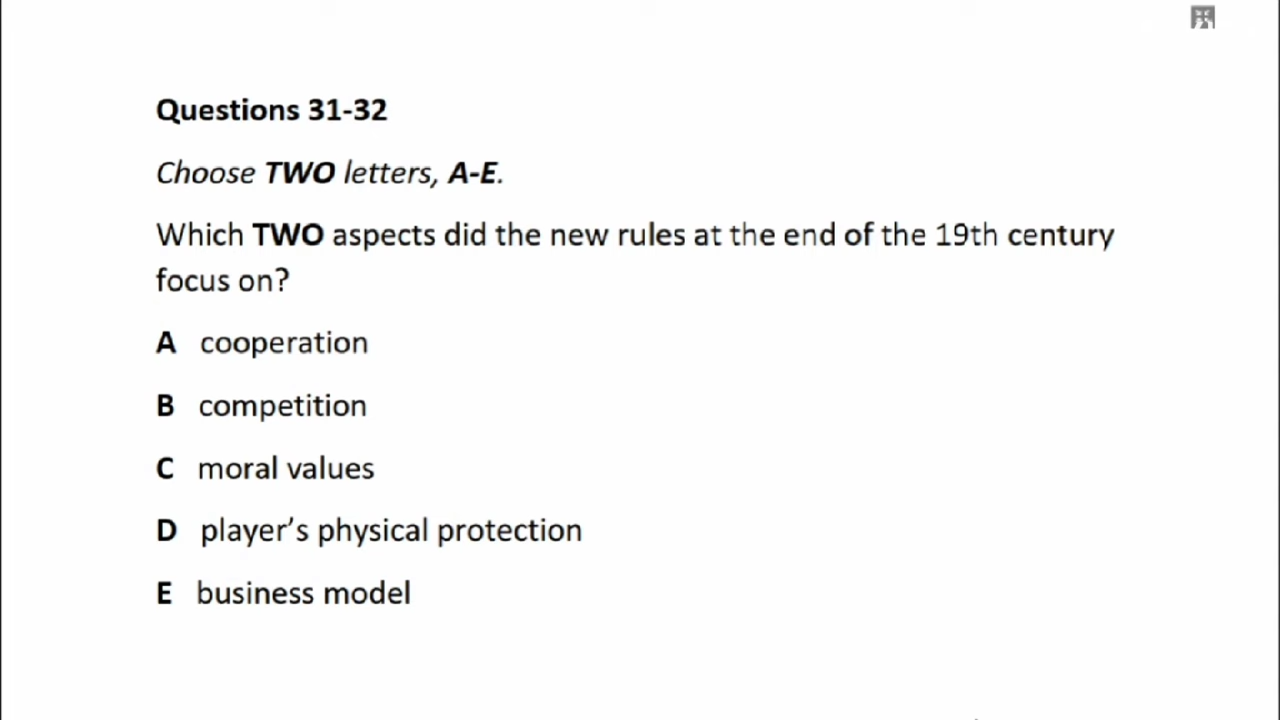 Questions 31-32
Choose TWO letters, A-E.
Which TWO aspects did the new rules at the end of the 19th century
focus on?
A cooperation
B competition
C moral values
D player’s physical protection
E business model